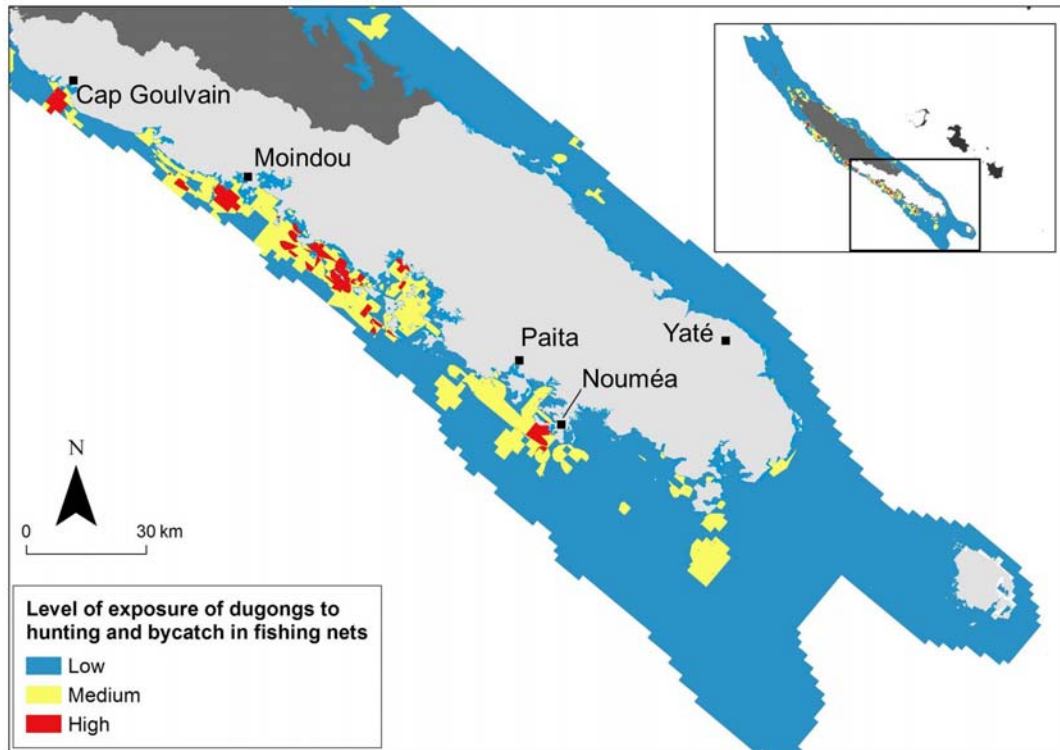 Cap Goulvain
Moindou
Paita
Yaté
Nouméa
N
0 30 km
Level of exposure of dugongs to
hunting and bycatch in fishing nets
Low
Medium
High